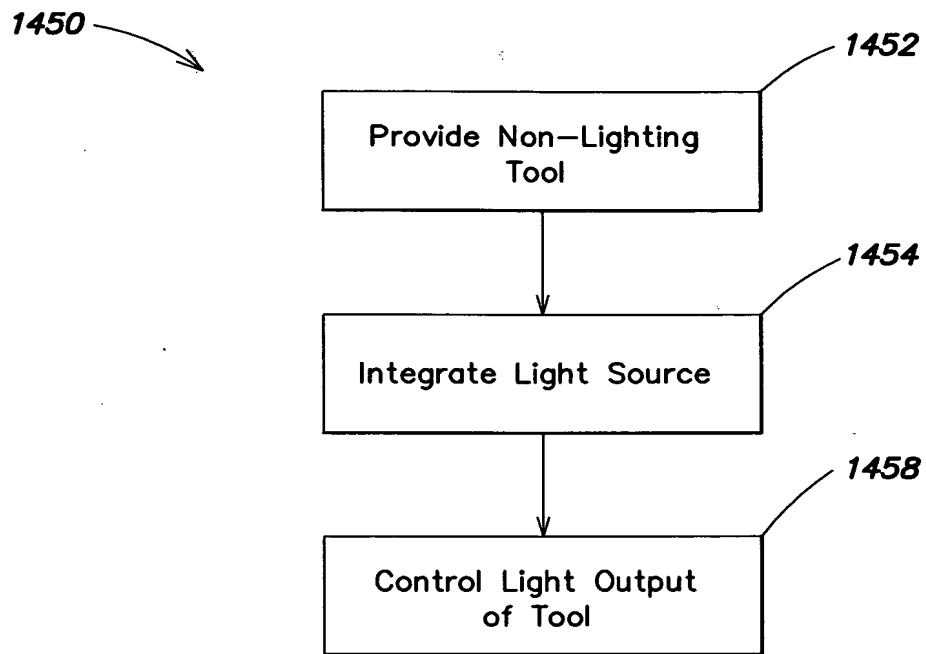 1450
1452
Provide Non-Lighting
Tool
1454
Integrate Light Source
1458
Control Light Output
of Tool